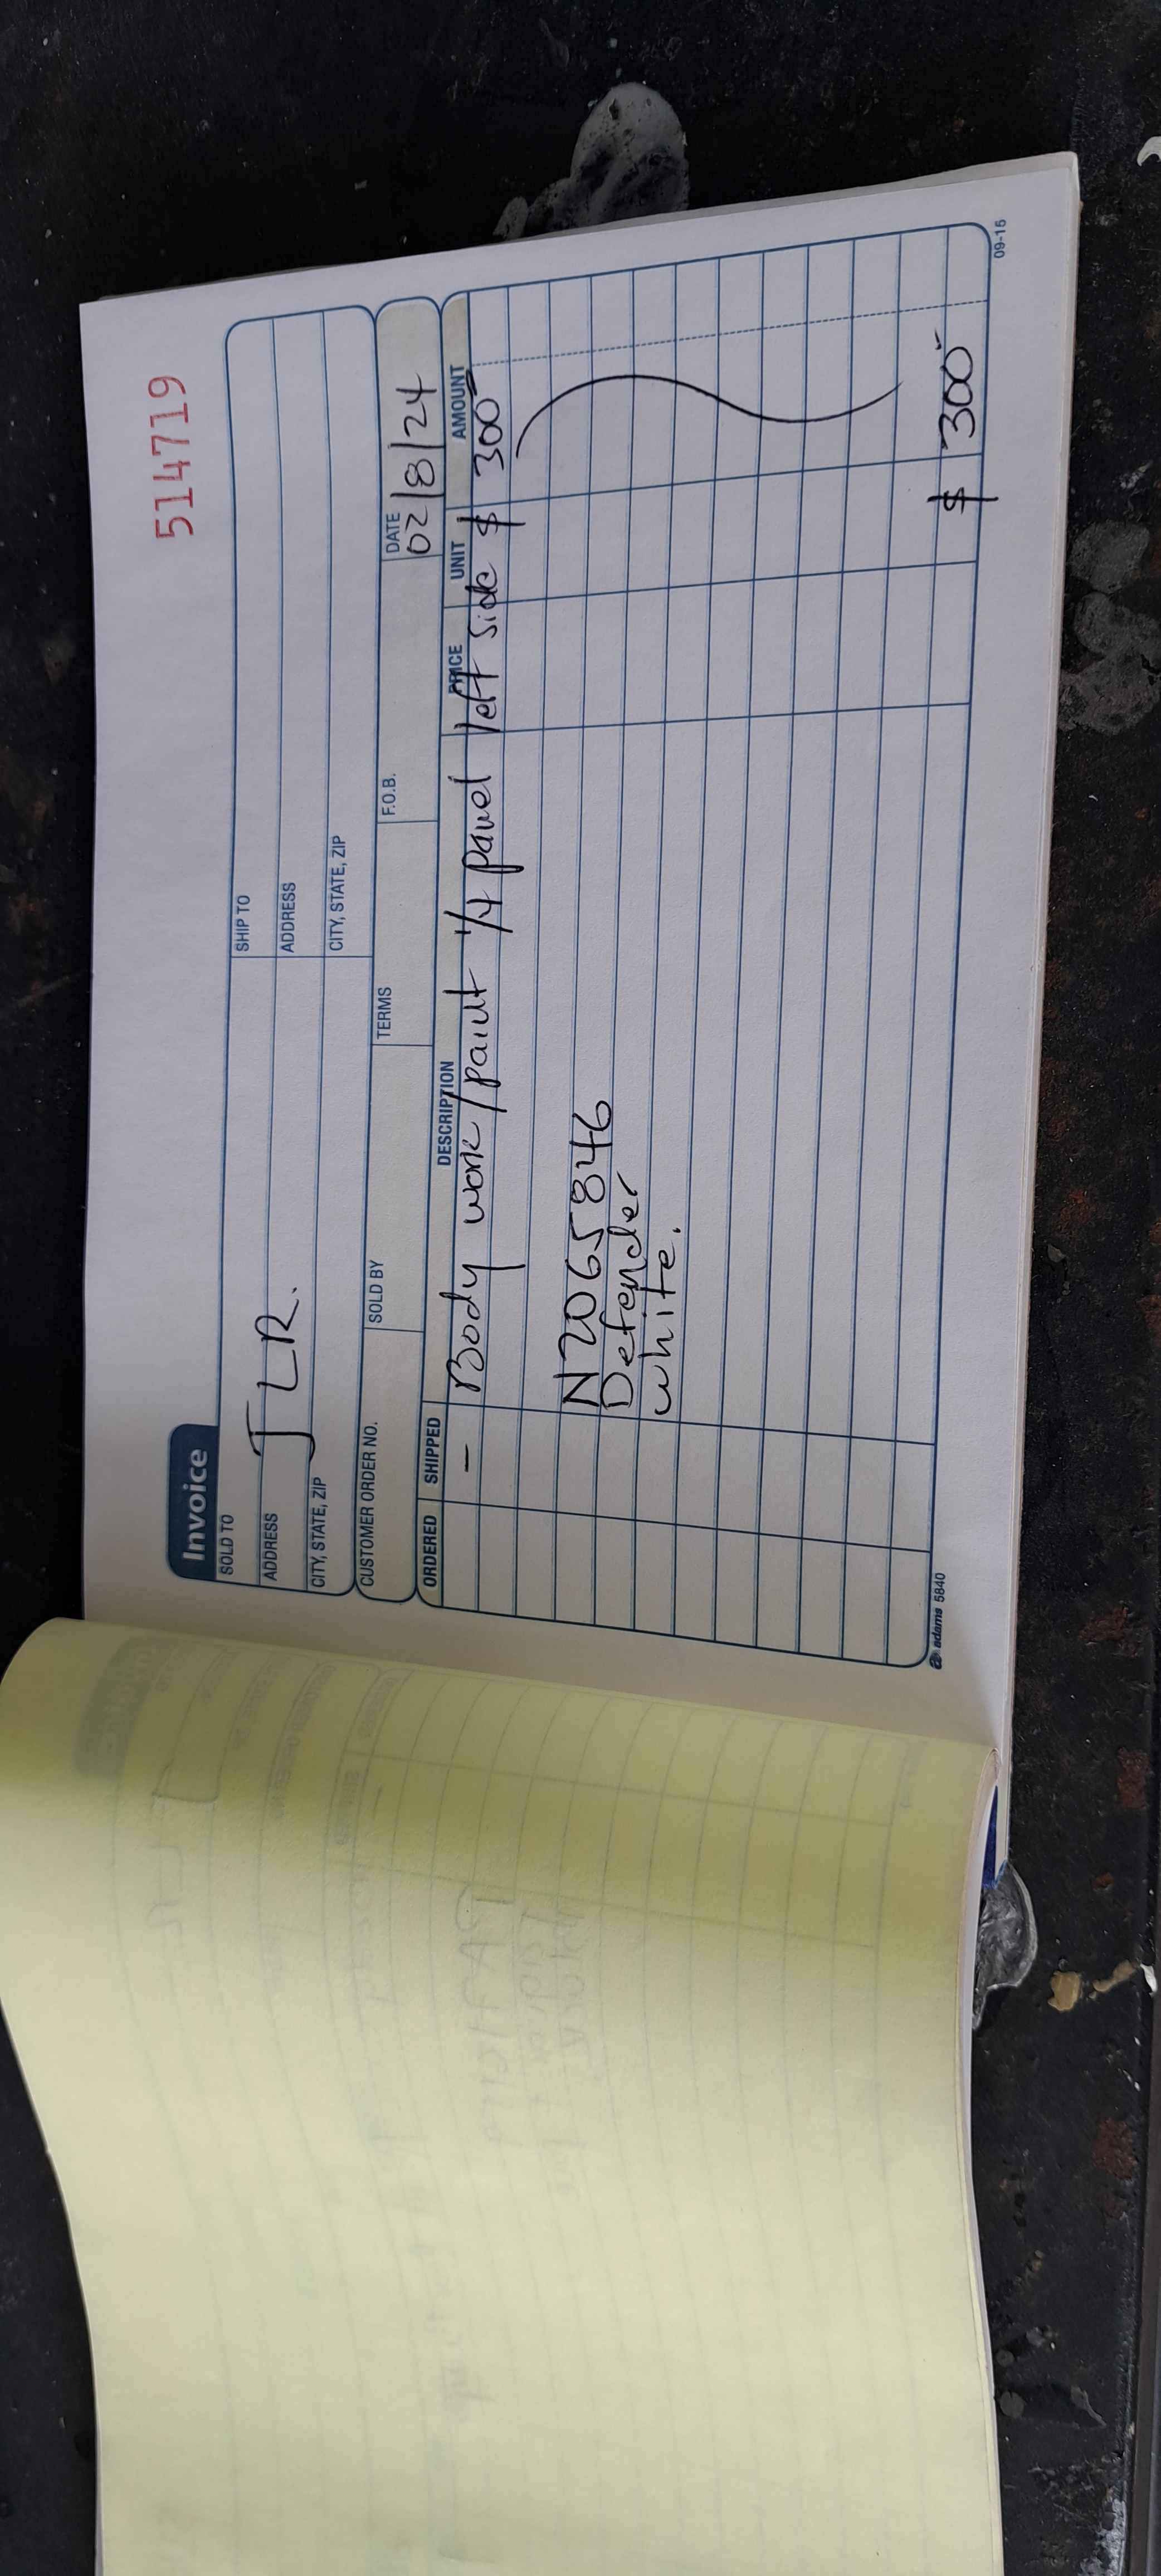 514719
Invoice
SOLD TO
SHIP TO
JLR.
ADDRESS
ADDRESS
CITY, STATE, ZIP
CITY, STATE, ZIP
CUSTOMER ORDER NO. SOLD BY TERMS F.O.B. DATE
02/8/24
ORDERED SHIPPED DESCRIPTION PRICE UNIT AMOUNT
— Body work/paint 1/4 panel left side $ 300
N2065846
Defender
white.
$ 300
adams 5840
09-15